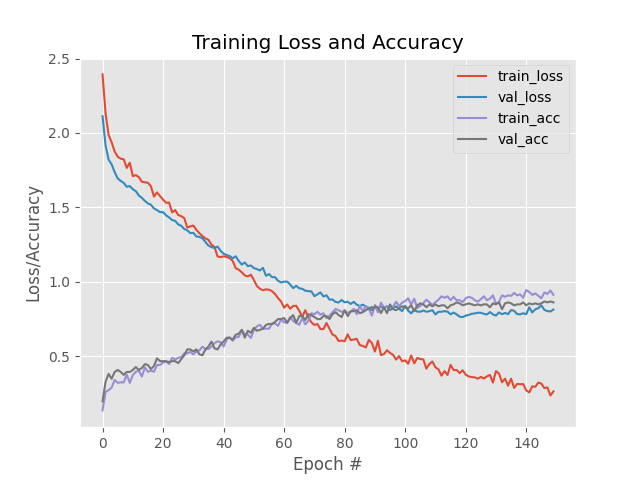 Training Loss and Accuracy
2.5
2.0
1.5
1.0
0.5
Loss/Accuracy
train_loss
val_loss
train_acc
val_acc
0 20 40 60 80 100 120 140
Epoch #